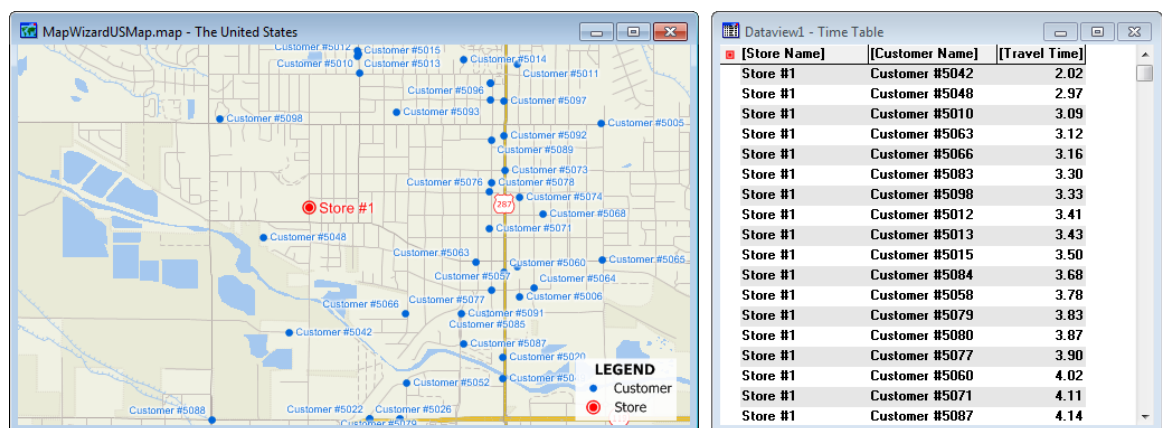 MapWizardUSMap.map - The United States
Customer #5012
Customer #5015
Customer #5010
Customer #5013
Customer #5014
Customer #5011
Customer #5096
Customer #5097
Customer #5093
Customer #5098
Customer #5005
Customer #5092
Customer #5089
Customer #5073
Customer #5076
Customer #5078
Customer #5074
287
Store #1
Customer #5068
Customer #5071
Customer #5048
Customer #5063
Customer #5060
Customer #5065
Customer #5057
Customer #5064
Customer #5077
Customer #5006
Customer #5066
Customer #5091
Customer #5085
Customer #5042
Customer #5087
Customer #5020
Customer #5052
Customer #5088
Customer #5022
Customer #5026
Customer #5079
LEGEND
Customer
Store
Dataview1 - Time Table
[Store Name] [Customer Name] [Travel Time]
Store #1 Customer #5042 2.02
Store #1 Customer #5048 2.97
Store #1 Customer #5010 3.09
Store #1 Customer #5063 3.12
Store #1 Customer #5066 3.16
Store #1 Customer #5083 3.30
Store #1 Customer #5098 3.33
Store #1 Customer #5012 3.41
Store #1 Customer #5013 3.43
Store #1 Customer #5015 3.50
Store #1 Customer #5084 3.68
Store #1 Customer #5058 3.78
Store #1 Customer #5079 3.83
Store #1 Customer #5080 3.87
Store #1 Customer #5077 3.90
Store #1 Customer #5060 4.02
Store #1 Customer #5071 4.11
Store #1 Customer #5087 4.14